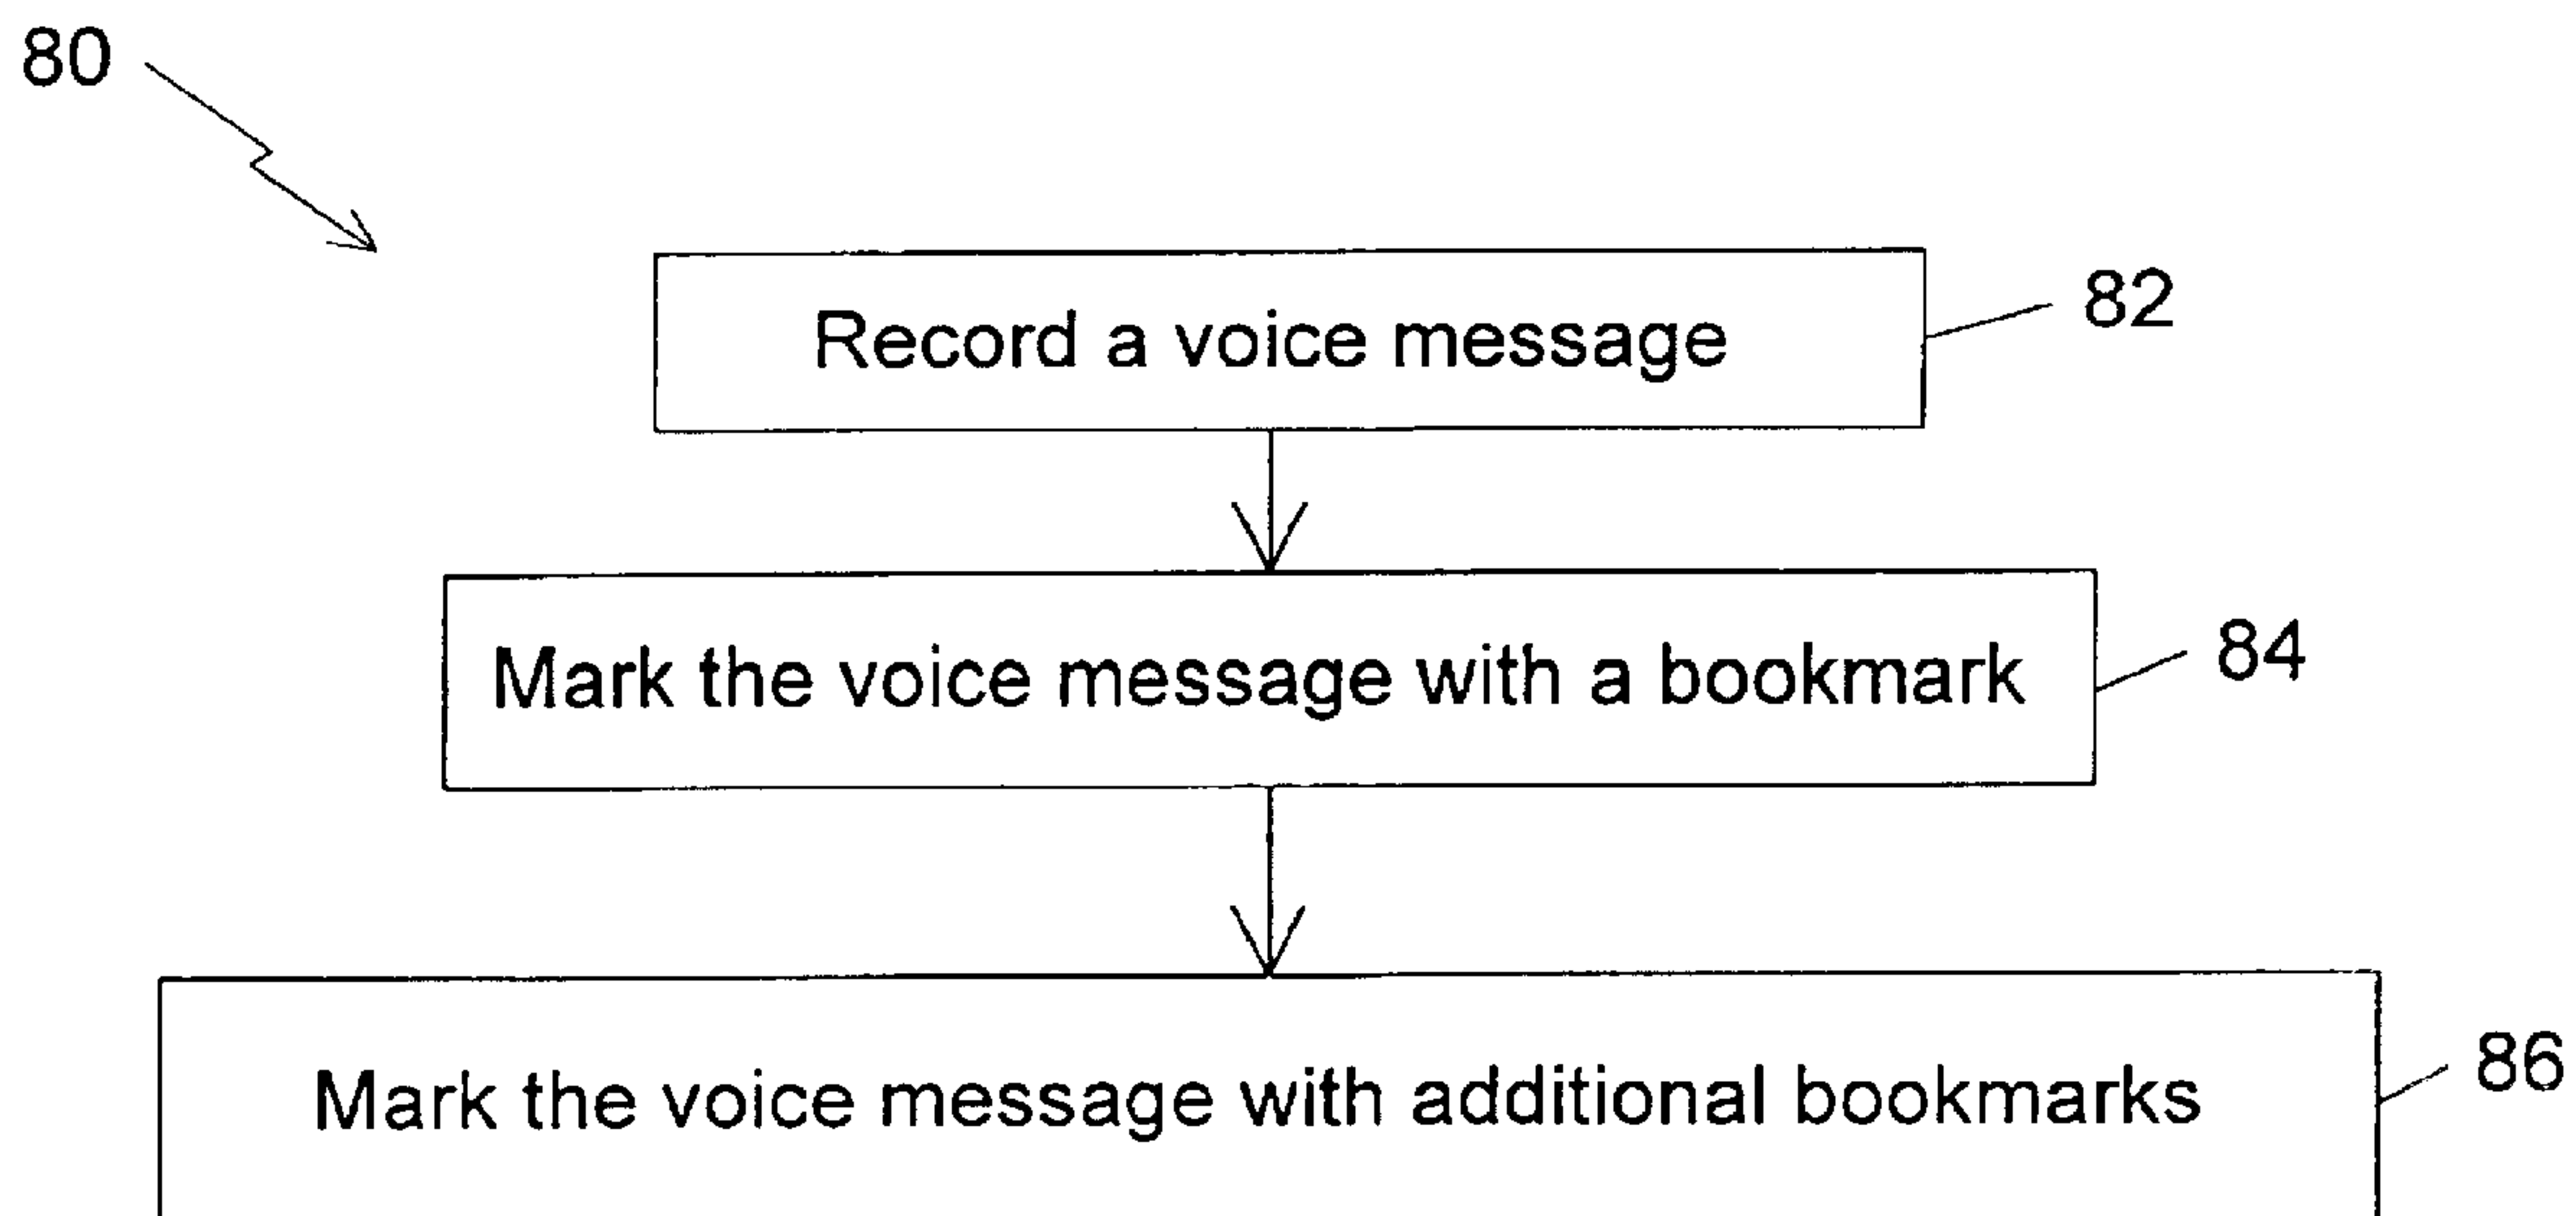 80
Record a voice message
82
Mark the voice message with a bookmark
84
Mark the voice message with additional bookmarks
86